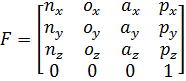 F = [n_x o_x a_x p_x
n_y o_y a_y p_y
n_z o_z a_z p_z
0 0 0 1]